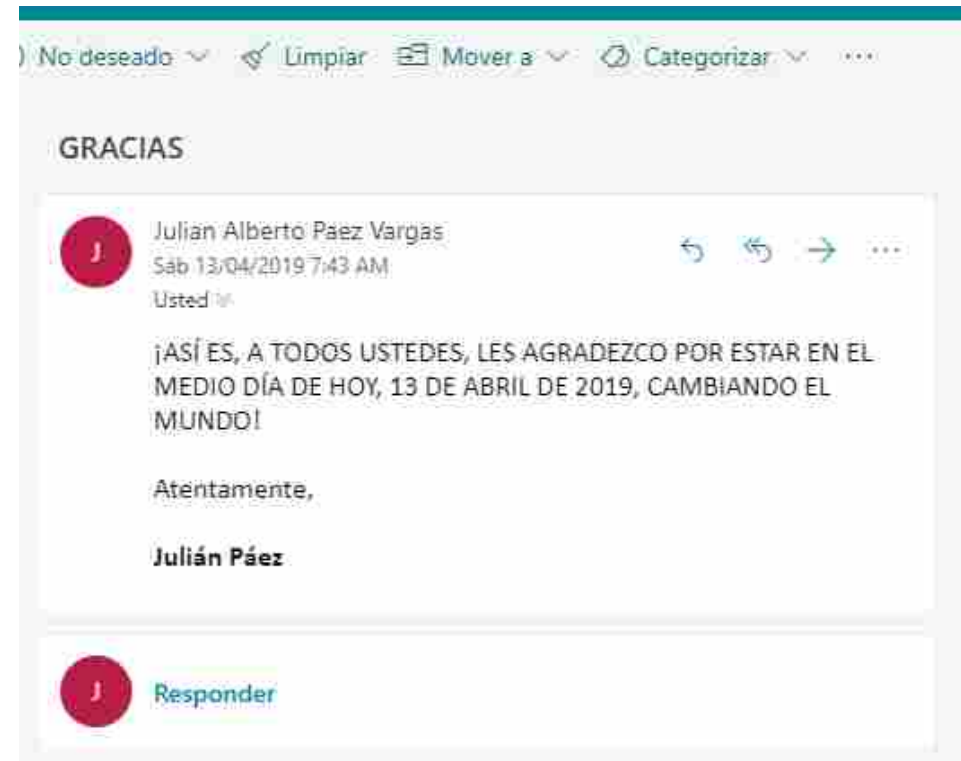 No deseado Limpiar Mover a Categorizar ...
GRACIAS
J
Julian Alberto Paez Vargas
Sáb 13/04/2019 7:43 AM
Usted
¡ASÍ ES, A TODOS USTEDES, LES AGRADEZCO POR ESTAR EN EL
MEDIO DÍA DE HOY, 13 DE ABRIL DE 2019, CAMBIANDO EL
MUNDO!
Atentamente,
Julián Páez
J
Responder